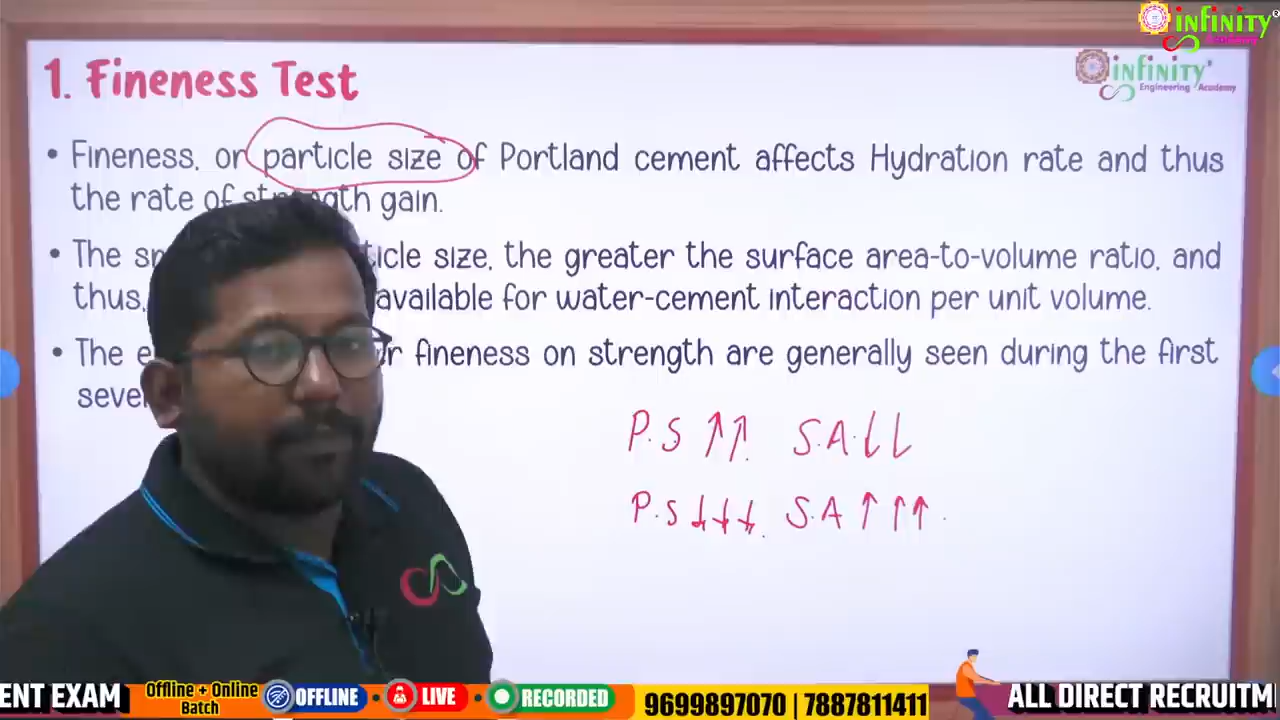 infinity
infinity
Engineering Academy
1. Fineness Test
• Fineness, or particle size of Portland cement affects Hydration rate and thus
the rate of strength gain.
• The size, the greater the surface area-to-volume ratio, and
thus, available for water-cement interaction per unit volume.
• The fineness on strength are generally seen during the first
P.S ↑↑ S.A. ↓↓
P.S ↓↓↓ S.A ↑↑↑
ENT EXAM
Offline + Online
Batch
OFFLINE
LIVE
RECORDED
9699897070 | 7887811411
ALL DIRECT RECRUITM